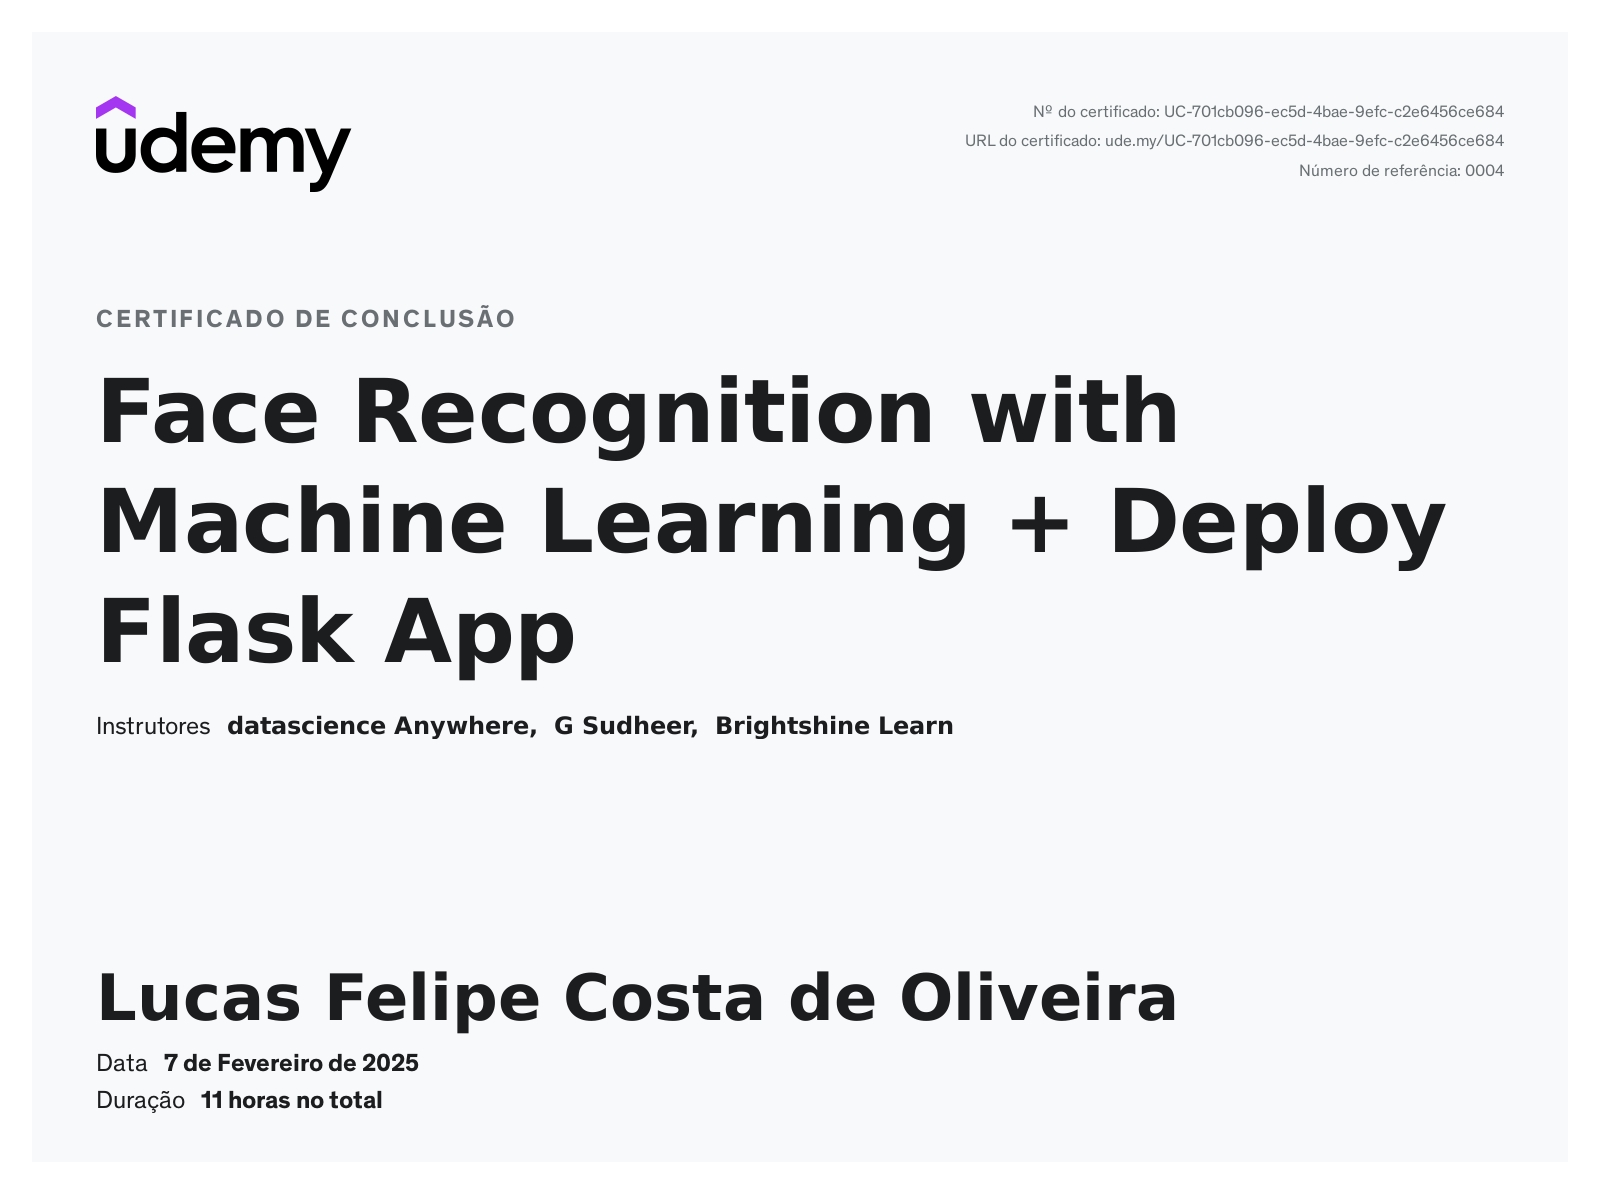 udemy
Nº do certificado: UC-701cb096-ec5d-4bae-9efc-c2e6456ce684
URL do certificado: ude.my/UC-701cb096-ec5d-4bae-9efc-c2e6456ce684
Número de referência: 0004
CERTIFICADO DE CONCLUSÃO
Face Recognition with
Machine Learning + Deploy
Flask App
Instrutores datascience Anywhere, G Sudheer, Brightshine Learn
Lucas Felipe Costa de Oliveira
Data 7 de Fevereiro de 2025
Duração 11 horas no total